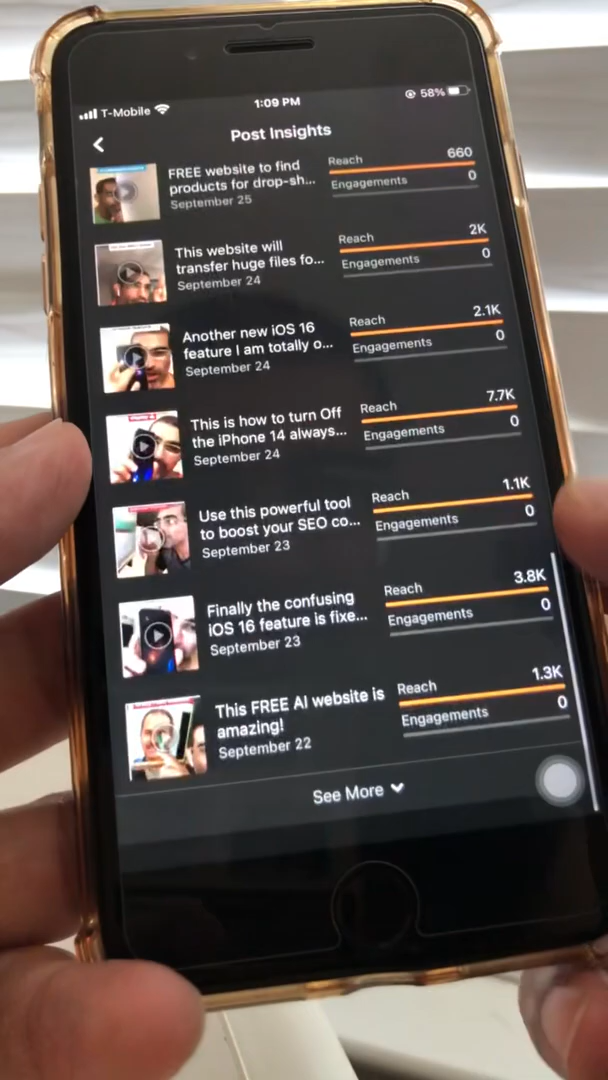 T-Mobile
1:09 PM
58%
Post Insights
FREE website to find
products for drop-sh...
September 25
Reach 660
Engagements 0
This website will
transfer huge files fo...
September 24
Reach 2K
Engagements 0
Another new iOS 16
feature I am totally o...
September 24
Reach 2.1K
Engagements 0
This is how to turn Off
the iPhone 14 always...
September 24
Reach 7.7K
Engagements 0
Use this powerful tool
to boost your SEO co...
September 23
Reach 1.1K
Engagements 0
Finally the confusing
iOS 16 feature is fixe...
September 23
Reach 3.8K
Engagements 0
This FREE AI website is
amazing!
September 22
Reach 1.3K
Engagements 0
See More